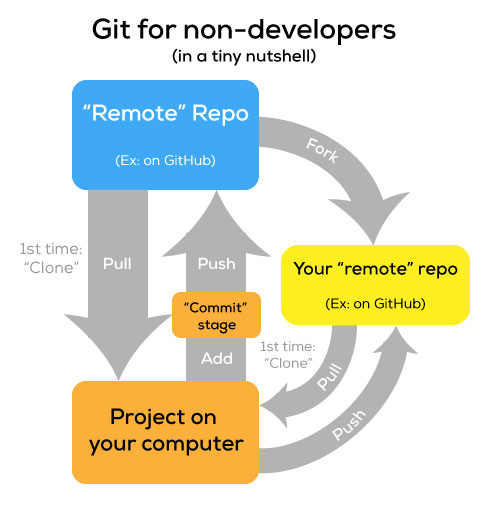 Git for non-developers
(in a tiny nutshell)
“Remote” Repo
(Ex: on GitHub)
Fork
1st time:
“Clone”
Pull
Push
Your “remote” repo
(Ex: on GitHub)
“Commit”
stage
Add
1st time:
“Clone”
Pull
Push
Project on
your computer